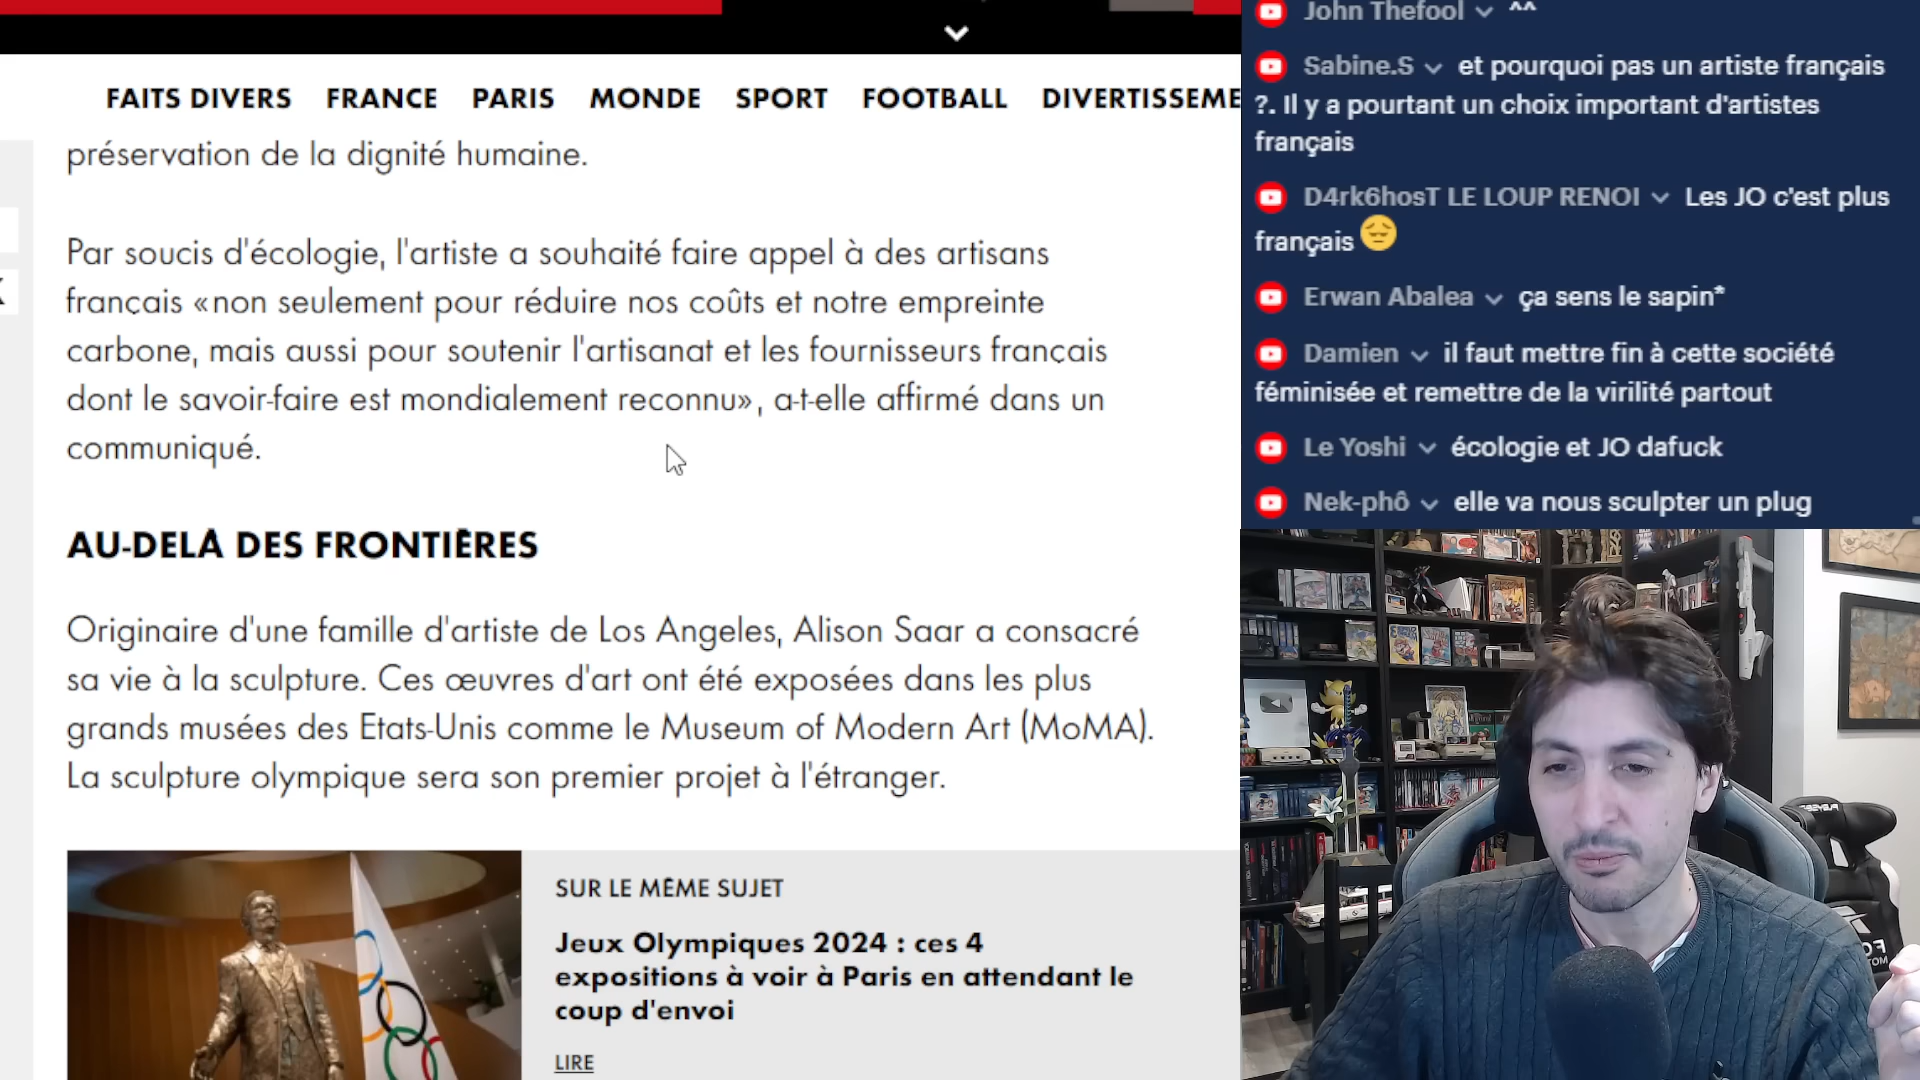 FAITS DIVERS FRANCE PARIS MONDE SPORT FOOTBALL DIVERTISSEME
préservation de la dignité humaine.
Par soucis d'écologie, l'artiste a souhaité faire appel à des artisans
français «non seulement pour réduire nos coûts et notre empreinte
carbone, mais aussi pour soutenir l'artisanat et les fournisseurs français
dont le savoir-faire est mondialement reconnu», a-t-elle affirmé dans un
communiqué.
AU-DELÀ DES FRONTIÈRES
Originaire d'une famille d'artiste de Los Angeles, Alison Saar a consacré
sa vie à la sculpture. Ces œuvres d'art ont été exposées dans les plus
grands musées des Etats-Unis comme le Museum of Modern Art (MoMA).
La sculpture olympique sera son premier projet à l'étranger.
SUR LE MÊME SUJET
Jeux Olympiques 2024 : ces 4
expositions à voir à Paris en attendant le
coup d'envoi
LIRE
John Thefool ^^
Sabine.S et pourquoi pas un artiste français
?. Il y a pourtant un choix important d'artistes
français
D4rk6hosT LE LOUP RENOI Les JO c'est plus
français 😔
Erwan Abalea ça sens le sapin*
Damien il faut mettre fin à cette société
féminisée et remettre de la virilité partout
Le Yoshi écologie et JO dafuck
Nek-phô elle va nous sculpter un plug